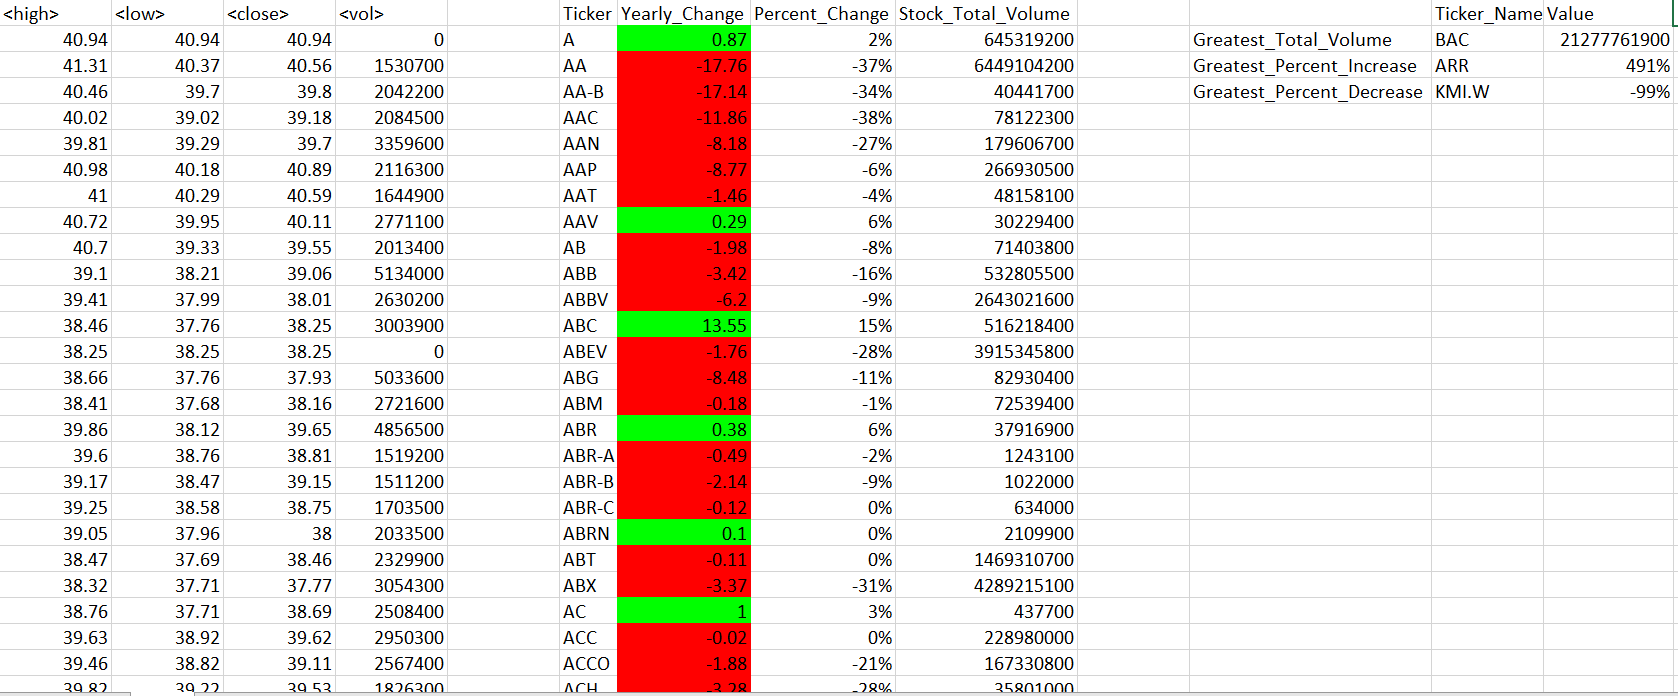 <high> <low> <close> <vol> Ticker Yearly_Change Percent_Change Stock_Total_Volume Ticker_Name Value
40.94 40.94 40.94 0 A 0.87 2% 645319200 Greatest_Total_Volume BAC 21277761900
41.31 40.37 40.56 1530700 AA -17.76 -37% 6449104200 Greatest_Percent_Increase ARR 491%
40.46 39.7 39.8 2042200 AA-B -17.14 -34% 40441700 Greatest_Percent_Decrease KMI.W -99%
40.02 39.02 39.18 2084500 AAC -11.86 -38% 78122300
39.81 39.29 39.7 3359600 AAN -8.18 -27% 179606700
40.98 40.18 40.89 2116300 AAP -8.77 -6% 266930500
41 40.29 40.59 1644900 AAT -1.46 -4% 48158100
40.72 39.95 40.11 2771100 AAV 0.29 6% 30229400
40.7 39.33 39.55 2013400 AB -1.98 -8% 71403800
39.1 38.21 39.06 5134000 ABB -3.42 -16% 532805500
39.41 37.99 38.01 2630200 ABBV -6.2 -9% 2643021600
38.46 37.76 38.25 3003900 ABC 13.55 15% 516218400
38.25 38.25 38.25 0 ABEV -1.76 -28% 3915345800
38.66 37.76 37.93 5033600 ABG -8.48 -11% 82930400
38.41 37.68 38.16 2721600 ABM -0.18 -1% 72539400
39.86 38.12 39.65 4856500 ABR 0.38 6% 37916900
39.6 38.76 38.81 1519200 ABR-A -0.49 -2% 1243100
39.17 38.47 39.15 1511200 ABR-B -2.14 -9% 1022000
39.25 38.58 38.75 1703500 ABR-C -0.12 0% 634000
39.05 37.96 38 2033500 ABRN 0.1 0% 2109900
38.47 37.69 38.46 2329900 ABT -0.11 0% 1469310700
38.32 37.71 37.77 3054300 ABX -3.37 -31% 4289215100
38.76 37.71 38.69 2508400 AC 1 3% 437700
39.63 38.92 39.62 2950300 ACC -0.02 0% 228980000
39.46 38.82 39.11 2567400 ACCO -1.88 -21% 167330800
39.82 39.22 39.53 1826300 ACH -3.28 -28% 35801000